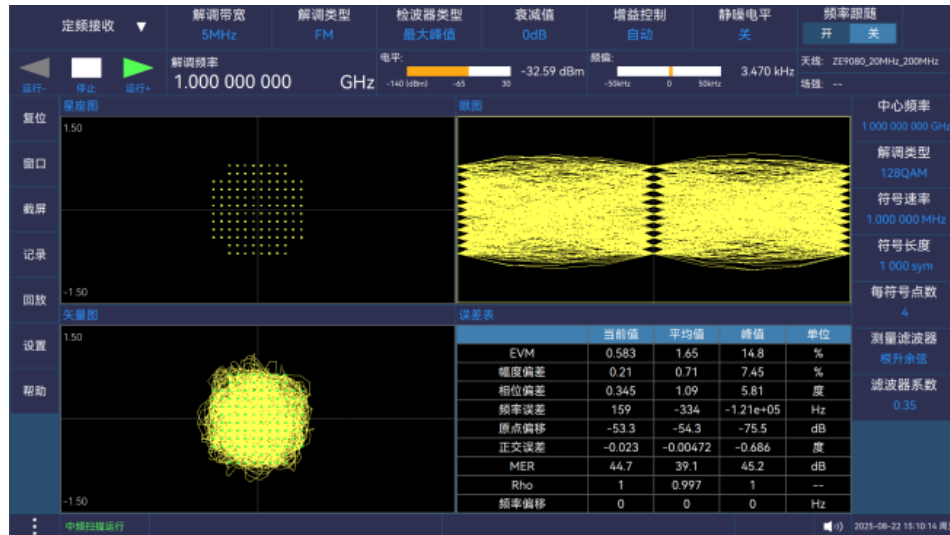 定频接收 ▼
解调带宽 解调类型 检波器类型 衰减值 增益控制 静噪电平 频率跟随
5MHz FM 最大峰值 0dB 自动 关 开 关
运行- 停止 运行+
解调频率
1.000 000 000 GHz
电平: -32.59 dBm
-140 (dBm) -65 30
频偏: 3.470 kHz
-50kHz 0 50kHz
天线: ZE9080_20MHz_200MHz
场强: --
复位
窗口
截屏
记录
回放
设置
帮助
星座图
1.50
-1.50
眼图
矢量图
1.50
-1.50
误差表
当前值 平均值 峰值 单位
EVM 0.583 1.65 14.8 %
幅度偏差 0.21 0.71 7.45 %
相位偏差 0.345 1.09 5.81 度
频率误差 159 -334 -1.21e+05 Hz
原点偏移 -53.3 -54.3 -75.5 dB
正交误差 -0.023 -0.00472 -0.686 度
MER 44.7 39.1 45.2 dB
Rho 1 0.997 1 --
频率偏移 0 0 0 Hz
中心频率
1.000 000 000 GHz
解调类型
128QAM
符号速率
1.000 000 MHz
符号长度
1 000 sym
每符号点数
4
测量滤波器
根升余弦
滤波器系数
0.35
中频扫描运行
2025-08-22 15:10:14 周